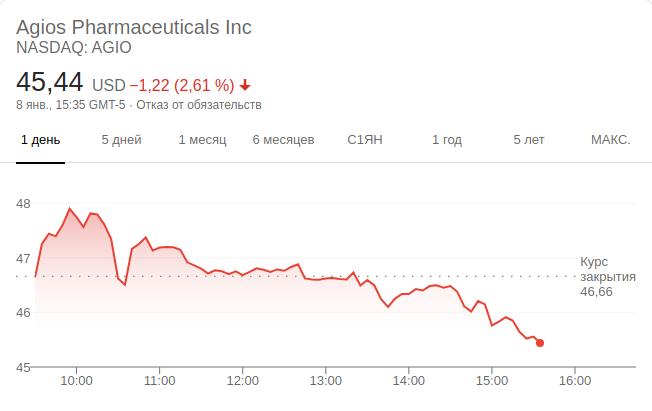 Agios Pharmaceuticals Inc
NASDAQ: AGIO
45,44 USD −1,22 (2,61 %)
8 янв., 15:35 GMT-5 · Отказ от обязательств
1 день 5 дней 1 месяц 6 месяцев С1ЯН 1 год 5 лет МАКС.
48
47
Курс
закрытия
46,66
46
45
10:00 11:00 12:00 13:00 14:00 15:00 16:00